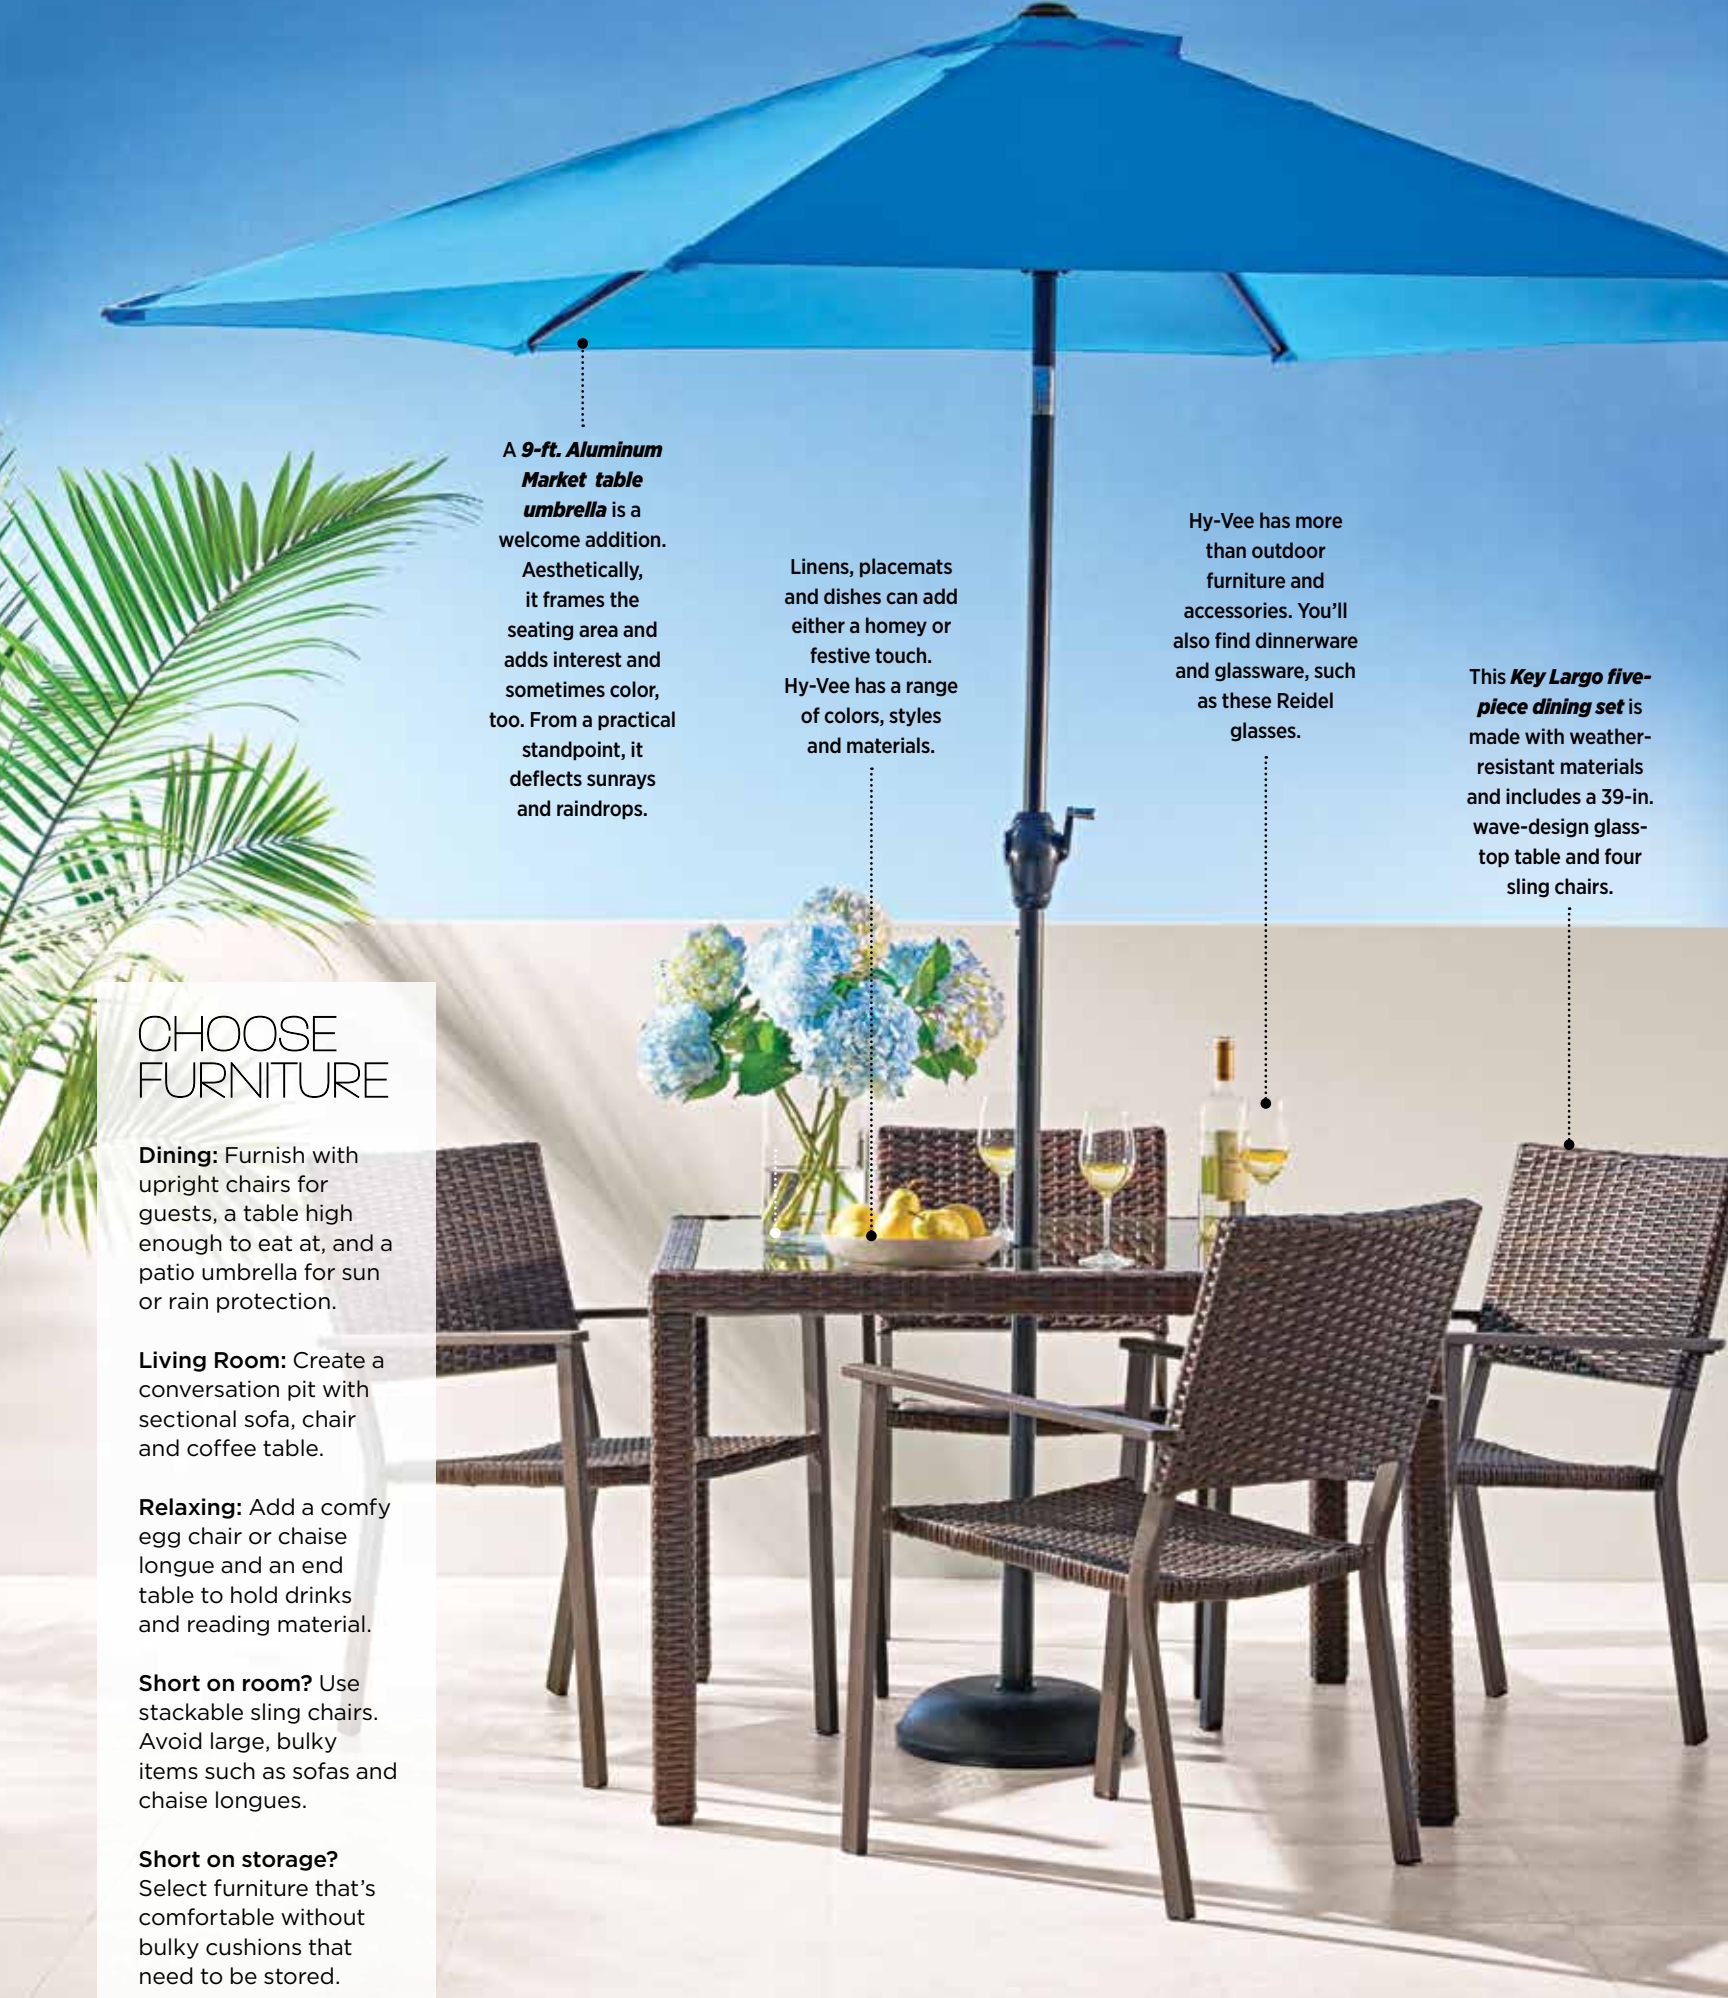 A 9-ft. Aluminum
Market table
umbrella is a
welcome addition.
Aesthetically,
it frames the
seating area and
adds interest and
sometimes color,
too. From a practical
standpoint, it
deflects sunrays
and raindrops.
Linens, placemats
and dishes can add
either a homey or
festive touch.
Hy-Vee has a range
of colors, styles
and materials.
Hy-Vee has more
than outdoor
furniture and
accessories. You’ll
also find dinnerware
and glassware, such
as these Reidel
glasses.
This Key Largo five-
piece dining set is
made with weather-
resistant materials
and includes a 39-in.
wave-design glass-
top table and four
sling chairs.
CHOOSE
FURNITURE
Dining: Furnish with
upright chairs for
guests, a table high
enough to eat at, and a
patio umbrella for sun
or rain protection.
Living Room: Create a
conversation pit with
sectional sofa, chair
and coffee table.
Relaxing: Add a comfy
egg chair or chaise
longue and an end
table to hold drinks
and reading material.
Short on room? Use
stackable sling chairs.
Avoid large, bulky
items such as sofas and
chaise longues.
Short on storage?
Select furniture that’s
comfortable without
bulky cushions that
need to be stored.